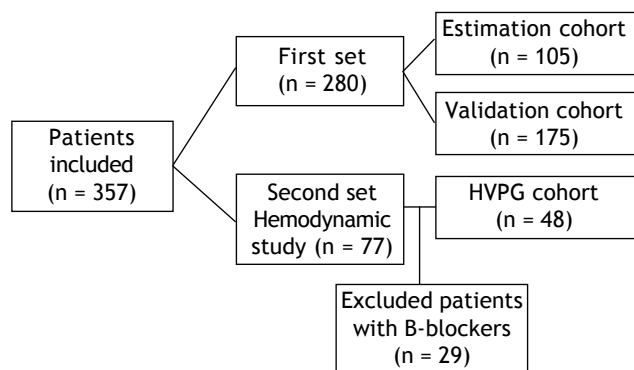 Patients
included
(n = 357)
First set
(n = 280)
Estimation cohort
(n = 105)
Validation cohort
(n = 175)
Second set
Hemodynamic
study (n = 77)
HVPG cohort
(n = 48)
Excluded patients
with B-blockers
(n = 29)